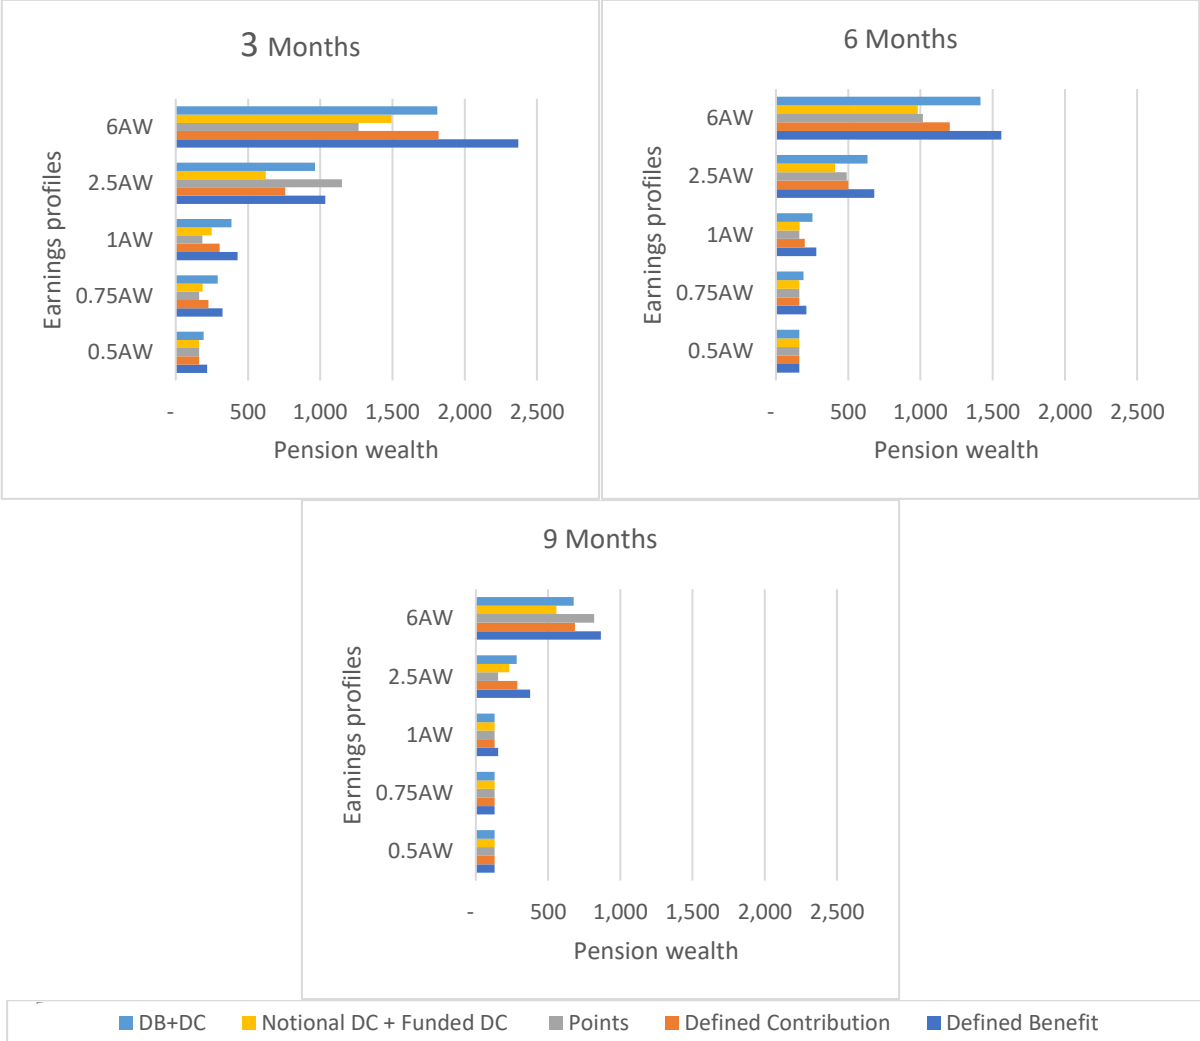 3 Months
Earnings profiles
6AW
2.5AW
1AW
0.75AW
0.5AW
- 500 1,000 1,500 2,000 2,500
Pension wealth
6 Months
Earnings profiles
6AW
2.5AW
1AW
0.75AW
0.5AW
- 500 1,000 1,500 2,000 2,500
Pension wealth
9 Months
Earnings profiles
6AW
2.5AW
1AW
0.75AW
0.5AW
- 500 1,000 1,500 2,000 2,500
Pension wealth
DB+DC Notional DC + Funded DC Points Defined Contribution Defined Benefit